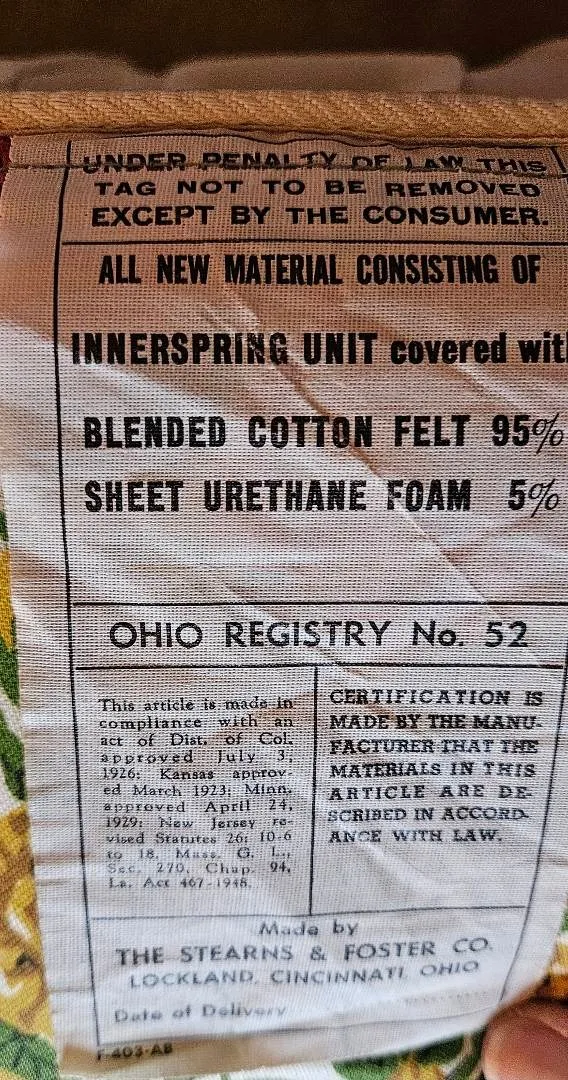 UNDER PENALTY OF LAW THIS
TAG NOT TO BE REMOVED
EXCEPT BY THE CONSUMER.
ALL NEW MATERIAL CONSISTING OF
INNERSPRING UNIT covered with
BLENDED COTTON FELT 95%
SHEET URETHANE FOAM 5%
OHIO REGISTRY No. 52
This article is made in
compliance with an
act of Dist. of Col.
approved July 3,
1926; Kansas approv-
ed March 1923; Minn.
approved April 24,
1929; New Jersey re-
vised Statutes 26: 10-6
to 18. Mass. G. L.,
Sec. 270, Chap. 94,
La. Act 467-1948.
CERTIFICATION IS
MADE BY THE MANU-
FACTURER THAT THE
MATERIALS IN THIS
ARTICLE ARE DE-
SCRIBED IN ACCORD-
ANCE WITH LAW.
Made by
THE STEARNS & FOSTER CO.
LOCKLAND, CINCINNATI, OHIO
Date of Delivery
F-403-AB